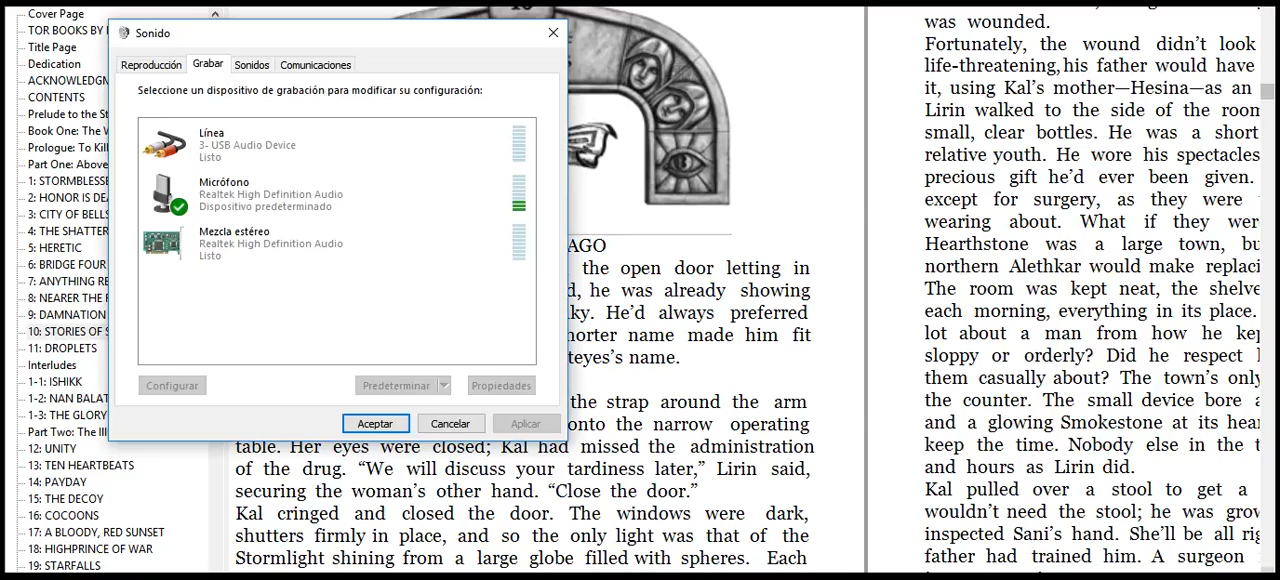 Cover Page
TOR BOOKS BY
Title Page
Dedication
ACKNOWLEDGN
CONTENTS
Prelude to the St
Book One: The W
Prologue: To Kill
Part One: Above
1: STORMBLESSE
2: HONOR IS DEA
3: CITY OF BELLS
4: THE SHATTER
5: HERETIC
6: BRIDGE FOUR
7: ANYTHING RE
8: NEARER THE F
9: DAMNATION
10: STORIES OF S
11: DROPLETS
Interludes
1-1: ISHIKK
1-2: NAN BALAT
1-3: THE GLORY
Part Two: The Ill
12: UNITY
13: TEN HEARTBEATS
14: PAYDAY
15: THE DECOY
16: COCOONS
17: A BLOODY, RED SUNSET
18: HIGHPRINCE OF WAR
19: STARFALLS
Sonido
Reproducción
Grabar
Sonidos
Comunicaciones
Seleccione un dispositivo de grabación para modificar su configuración:
Línea
3- USB Audio Device
Listo
Micrófono
Realtek High Definition Audio
Dispositivo predeterminado
Mezcla estéreo
Realtek High Definition Audio
Listo
Configurar
Predeterminar
Propiedades
Aceptar
Cancelar
Aplicar
AGO
the open door letting in
d, he was already showing
ky. He’d always preferred
horter name made him fit
teyes’s name.
the strap around the arm
onto the narrow operating
table. Her eyes were closed; Kal had missed the administration
of the drug. “We will discuss your tardiness later,” Lirin said,
securing the woman’s other hand. “Close the door.”
Kal cringed and closed the door. The windows were dark,
shutters firmly in place, and so the only light was that of the
Stormlight shining from a large globe filled with spheres. Each
was wounded.
Fortunately, the wound didn’t look
life-threatening, his father would have
it, using Kal’s mother—Hesina—as an
Lirin walked to the side of the room
small, clear bottles. He was a short
relative youth. He wore his spectacles
precious gift he’d ever been given.
except for surgery, as they were
wearing about. What if they wer
Hearthstone was a large town, bu
northern Alethkar would make replaci
The room was kept neat, the shelve
each morning, everything in its place.
lot about a man from how he kep
sloppy or orderly? Did he respect
them casually about? The town’s only
the counter. The small device bore a
and a glowing Smokestone at its hear
keep the time. Nobody else in the t
and hours as Lirin did.
Kal pulled over a stool to get a
wouldn’t need the stool; he was grow
inspected Sani’s hand. She’ll be all rig
father had trained him. A surgeon